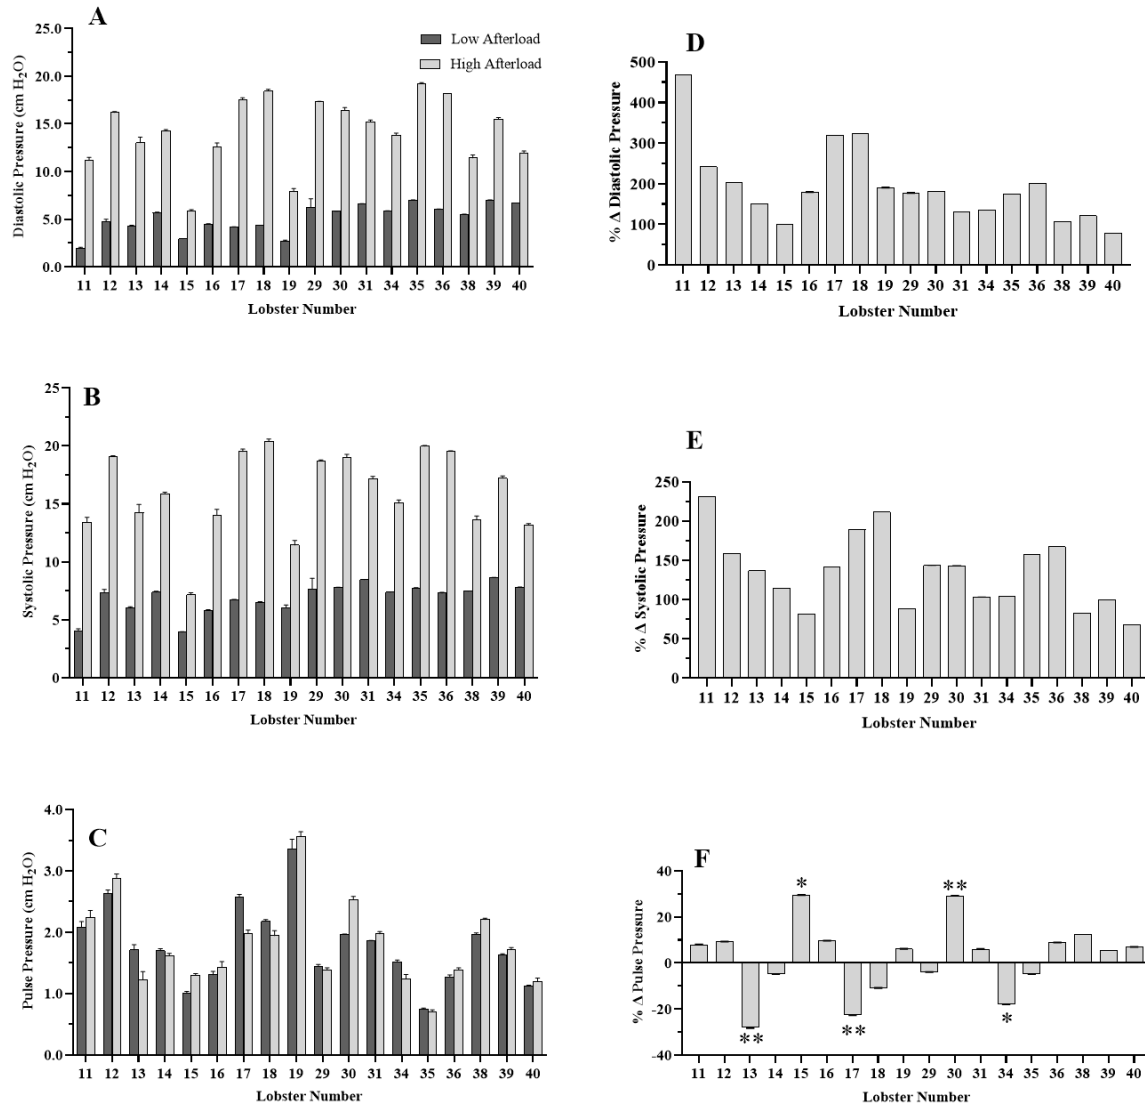 A
Low Afterload
High Afterload
Diastolic Pressure (cm H2O)
25.0
20.0
15.0
10.0
5.0
0.0
11 12 13 14 15 16 17 18 19 29 30 31 34 35 36 38 39 40
Lobster Number
D
% Δ Diastolic Pressure
500
400
300
200
100
0
11 12 13 14 15 16 17 18 19 29 30 31 34 35 36 38 39 40
Lobster Number
B
Systolic Pressure (cm H2O)
25
20
15
10
5
0
11 12 13 14 15 16 17 18 19 29 30 31 34 35 36 38 39 40
Lobster Number
E
% Δ Systolic Pressure
250
200
150
100
50
0
11 12 13 14 15 16 17 18 19 29 30 31 34 35 36 38 39 40
Lobster Number
C
Pulse Pressure (cm H2O)
4.0
3.0
2.0
1.0
0.0
11 12 13 14 15 16 17 18 19 29 30 31 34 35 36 38 39 40
Lobster Number
F
% Δ Pulse Pressure
40
20
0
-20
-40
* **
** ** *
11 12 13 14 15 16 17 18 19 29 30 31 34 35 36 38 39 40
Lobster Number